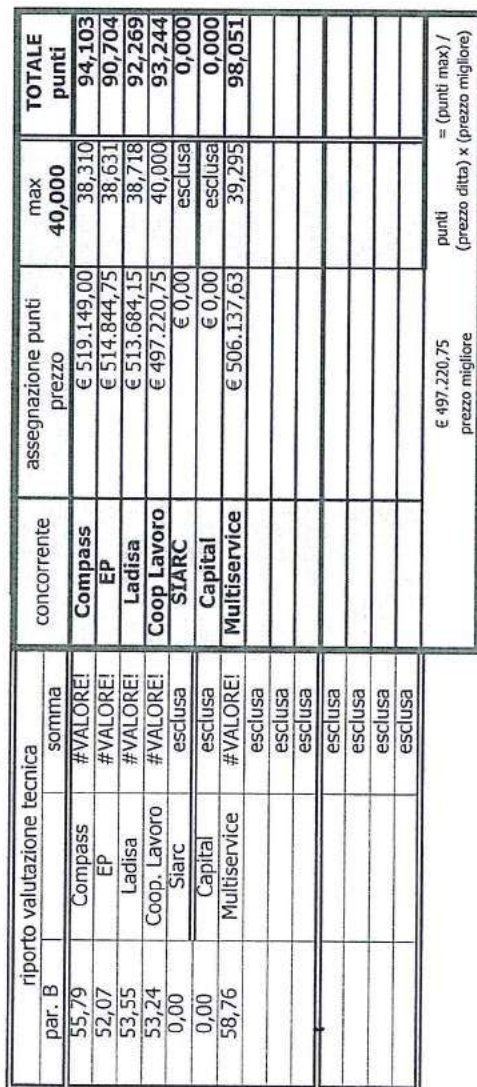 riporto valutazione tecnica concorrente assegnazione punti max TOTALE
par. B somma prezzo 40,000 punti
55,79 Compass #VALORE! Compass € 519.149,00 38,310 94,103
52,07 EP #VALORE! EP € 514.844,75 38,631 90,704
53,55 Ladisa #VALORE! Ladisa € 513.684,15 38,718 92,269
53,24 Coop. Lavoro #VALORE! Coop Lavoro € 497.220,75 40,000 93,244
0,00 Siarc esclusa SIARC € 0,00 esclusa 0,000
0,00 Capital esclusa Capital € 0,00 esclusa 0,000
58,76 Multiservice #VALORE! Multiservice € 506.137,63 39,295 98,051
esclusa
esclusa
esclusa
esclusa
esclusa
esclusa
esclusa
€ 497.220,75 punti = (punti max) /
prezzo migliore (prezzo ditta) x (prezzo migliore)